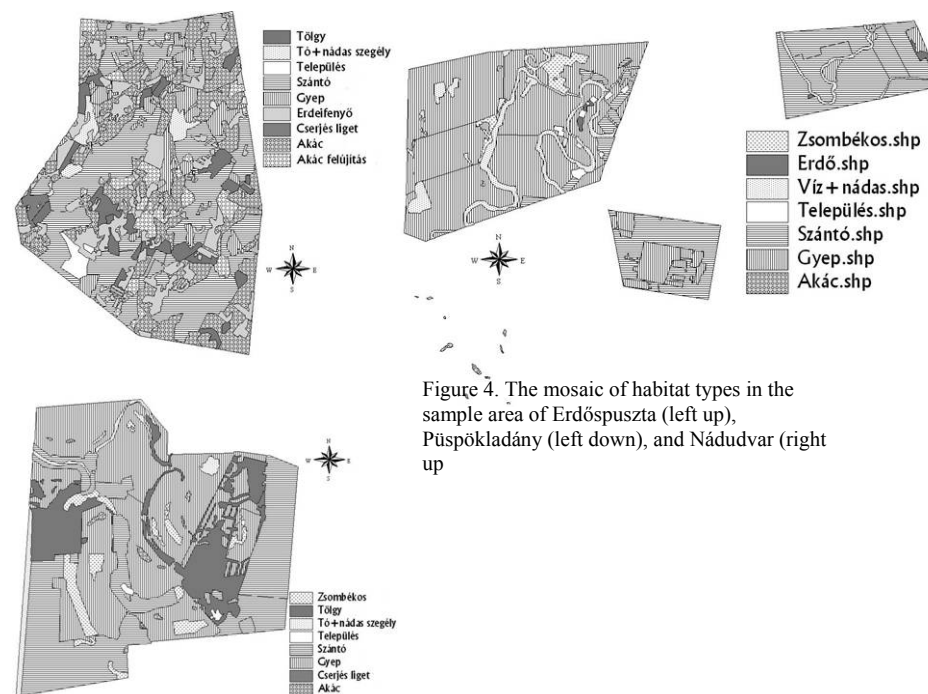 Tölgy
Tó+nádas szegély
Település
Szántó
Gyep
Erdeifenyő
Cserjés liget
Akác
Akác felújítás
N
W E
S
N
W E
S
Zsombékos.shp
Erdő.shp
Víz+nádas.shp
Település.shp
Szántó.shp
Gyep.shp
Akác.shp
Figure 4. The mosaic of habitat types in the
sample area of Erdőspuszta (left up),
Püspökladány (left down), and Nádudvar (right
up
N
W E
S
Zsombékos
Tölgy
Tó+nádas szegély
Település
Szántó
Gyep
Cserjés liget
Akác